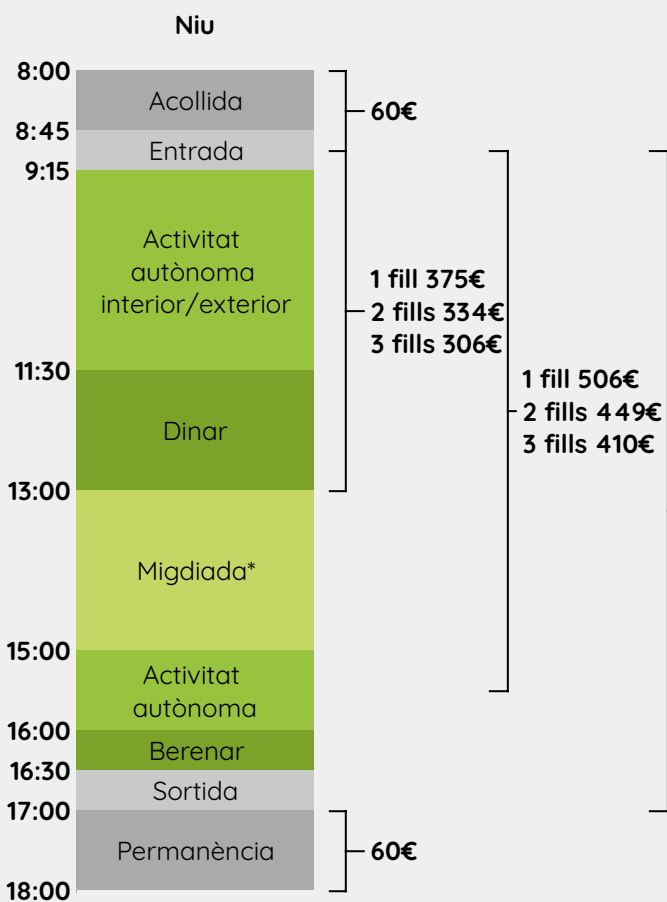 Niu
8:00
Acollida
60€
8:45
Entrada
9:15
Activitat
autònoma
interior/exterior
1 fill 375€
2 fills 334€
3 fills 306€
11:30
1 fill 506€
2 fills 449€
3 fills 410€
Dinar
13:00
Migdiada*
15:00
Activitat
autònoma
16:00
Berenar
16:30
Sortida
17:00
Permanència
60€
18:00